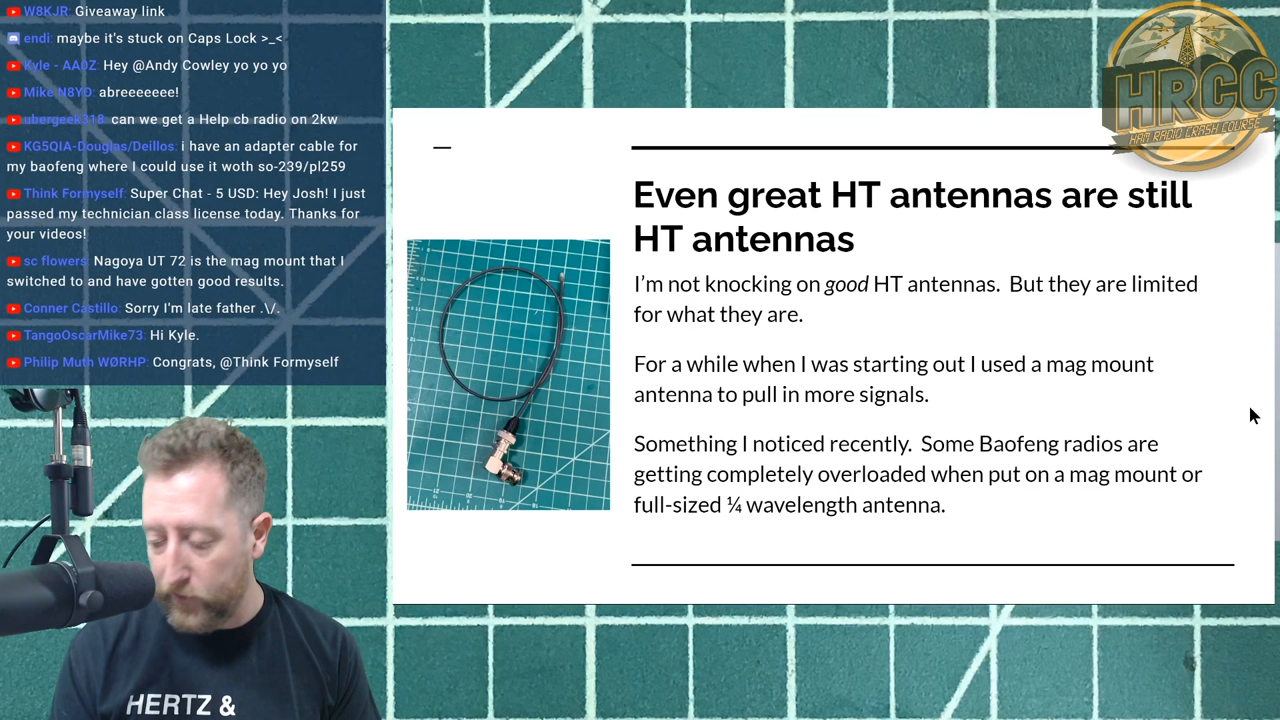 W8KJR: Giveaway link
endi: maybe it's stuck on Caps Lock >_<
Kyle - AA0Z Hey @Andy Cowley yo yo yo
Mike N8YO: abreeeeeee!
ubergeek318: can we get a Help cb radio on 2kw
KG5QIA-Douglas/Deillos: i have an adapter cable for
my baofeng where I could use it woth so-239/pl259
Think Formyself: Super Chat - 5 USD: Hey Josh! I just
passed my technician class license today. Thanks for
your videos!
sc flowers: Nagoya UT 72 is the mag mount that I
switched to and have gotten good results.
Conner Castillo: Sorry I'm late father .\/.
TangoOscarMike73: Hi Kyle.
Philip Muth WØRHP: Congrats, @Think Formyself
HRCC
HAM RADIO CRASH COURSE
Even great HT antennas are still
HT antennas
I’m not knocking on good HT antennas. But they are limited
for what they are.
For a while when I was starting out I used a mag mount
antenna to pull in more signals.
Something I noticed recently. Some Baofeng radios are
getting completely overloaded when put on a mag mount or
full-sized ¼ wavelength antenna.
HERTZ &